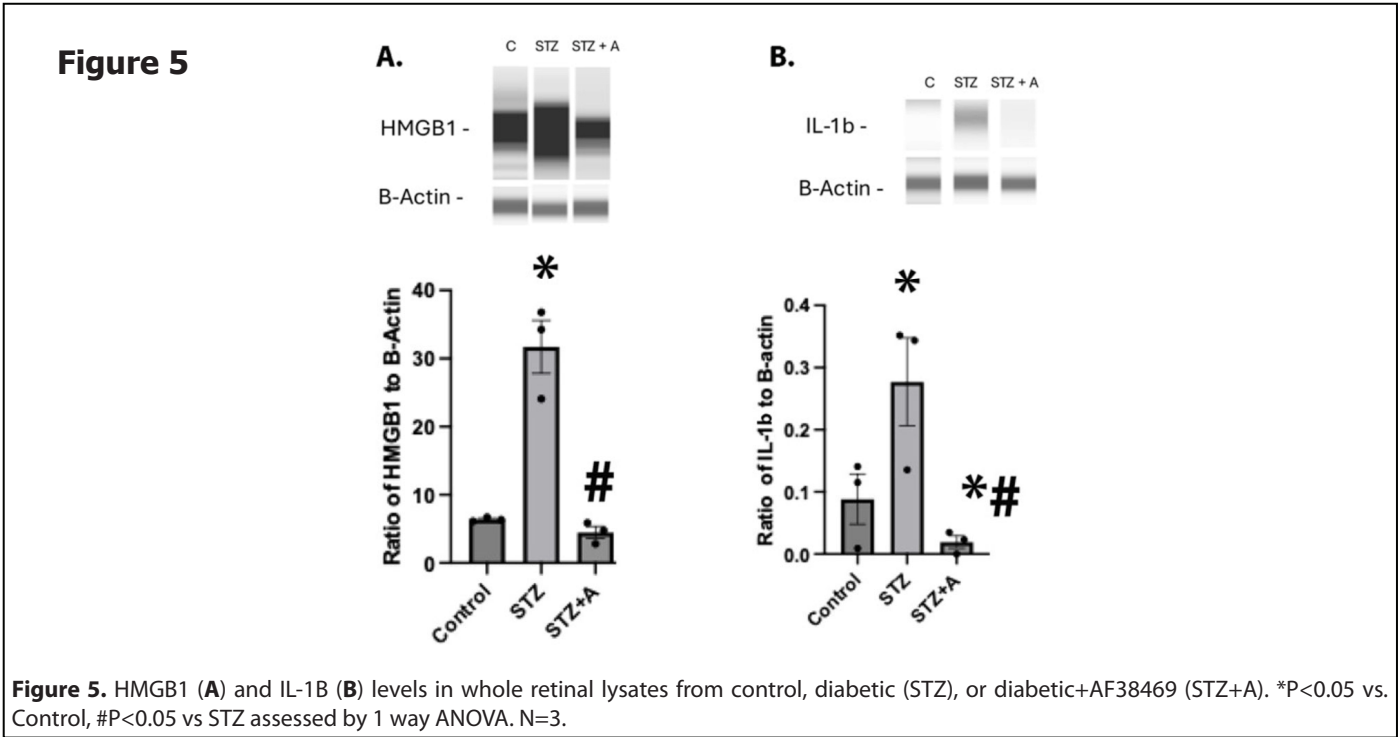 Figure 5
A.
C STZ STZ + A
HMGB1 -
B-Actin -
*
#
Ratio of HMGB1 to B-Actin
40
30
20
10
0
Control
STZ
STZ+A
B.
C STZ STZ + A
IL-1b -
B-Actin -
*
*#
Ratio of IL-1b to B-actin
0.4
0.3
0.2
0.1
0.0
Control
STZ
STZ+A
Figure 5. HMGB1 (A) and IL-1B (B) levels in whole retinal lysates from control, diabetic (STZ), or diabetic+AF38469 (STZ+A). *P<0.05 vs.
Control, #P<0.05 vs STZ assessed by 1 way ANOVA. N=3.